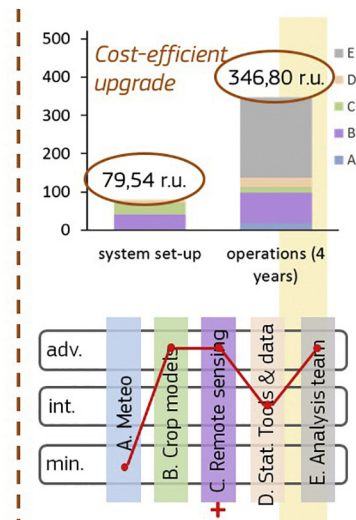 500
Cost-efficient
upgrade
400
346,80 r.u.
300
200
79,54 r.u.
100
0
E
D
C
B
A
system set-up
operations (4
years)
adv.
int.
min.
A. Meteo
B. Crop models
C. Remote sensing
D. Stat. Tools & data
E. Analysis team
+